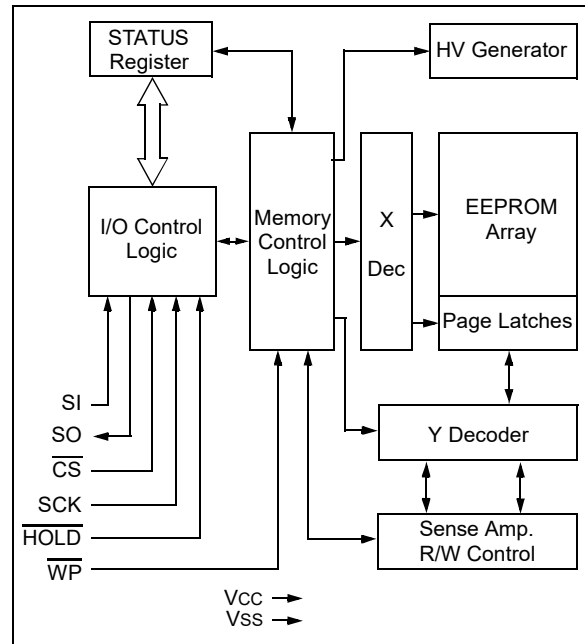 STATUS
Register
HV Generator
I/O Control
Logic
Memory
Control
Logic
X
Dec
EEPROM
Array
Page Latches
SI
SO
CS
SCK
HOLD
WP
Y Decoder
Sense Amp.
R/W Control
VCC
VSS